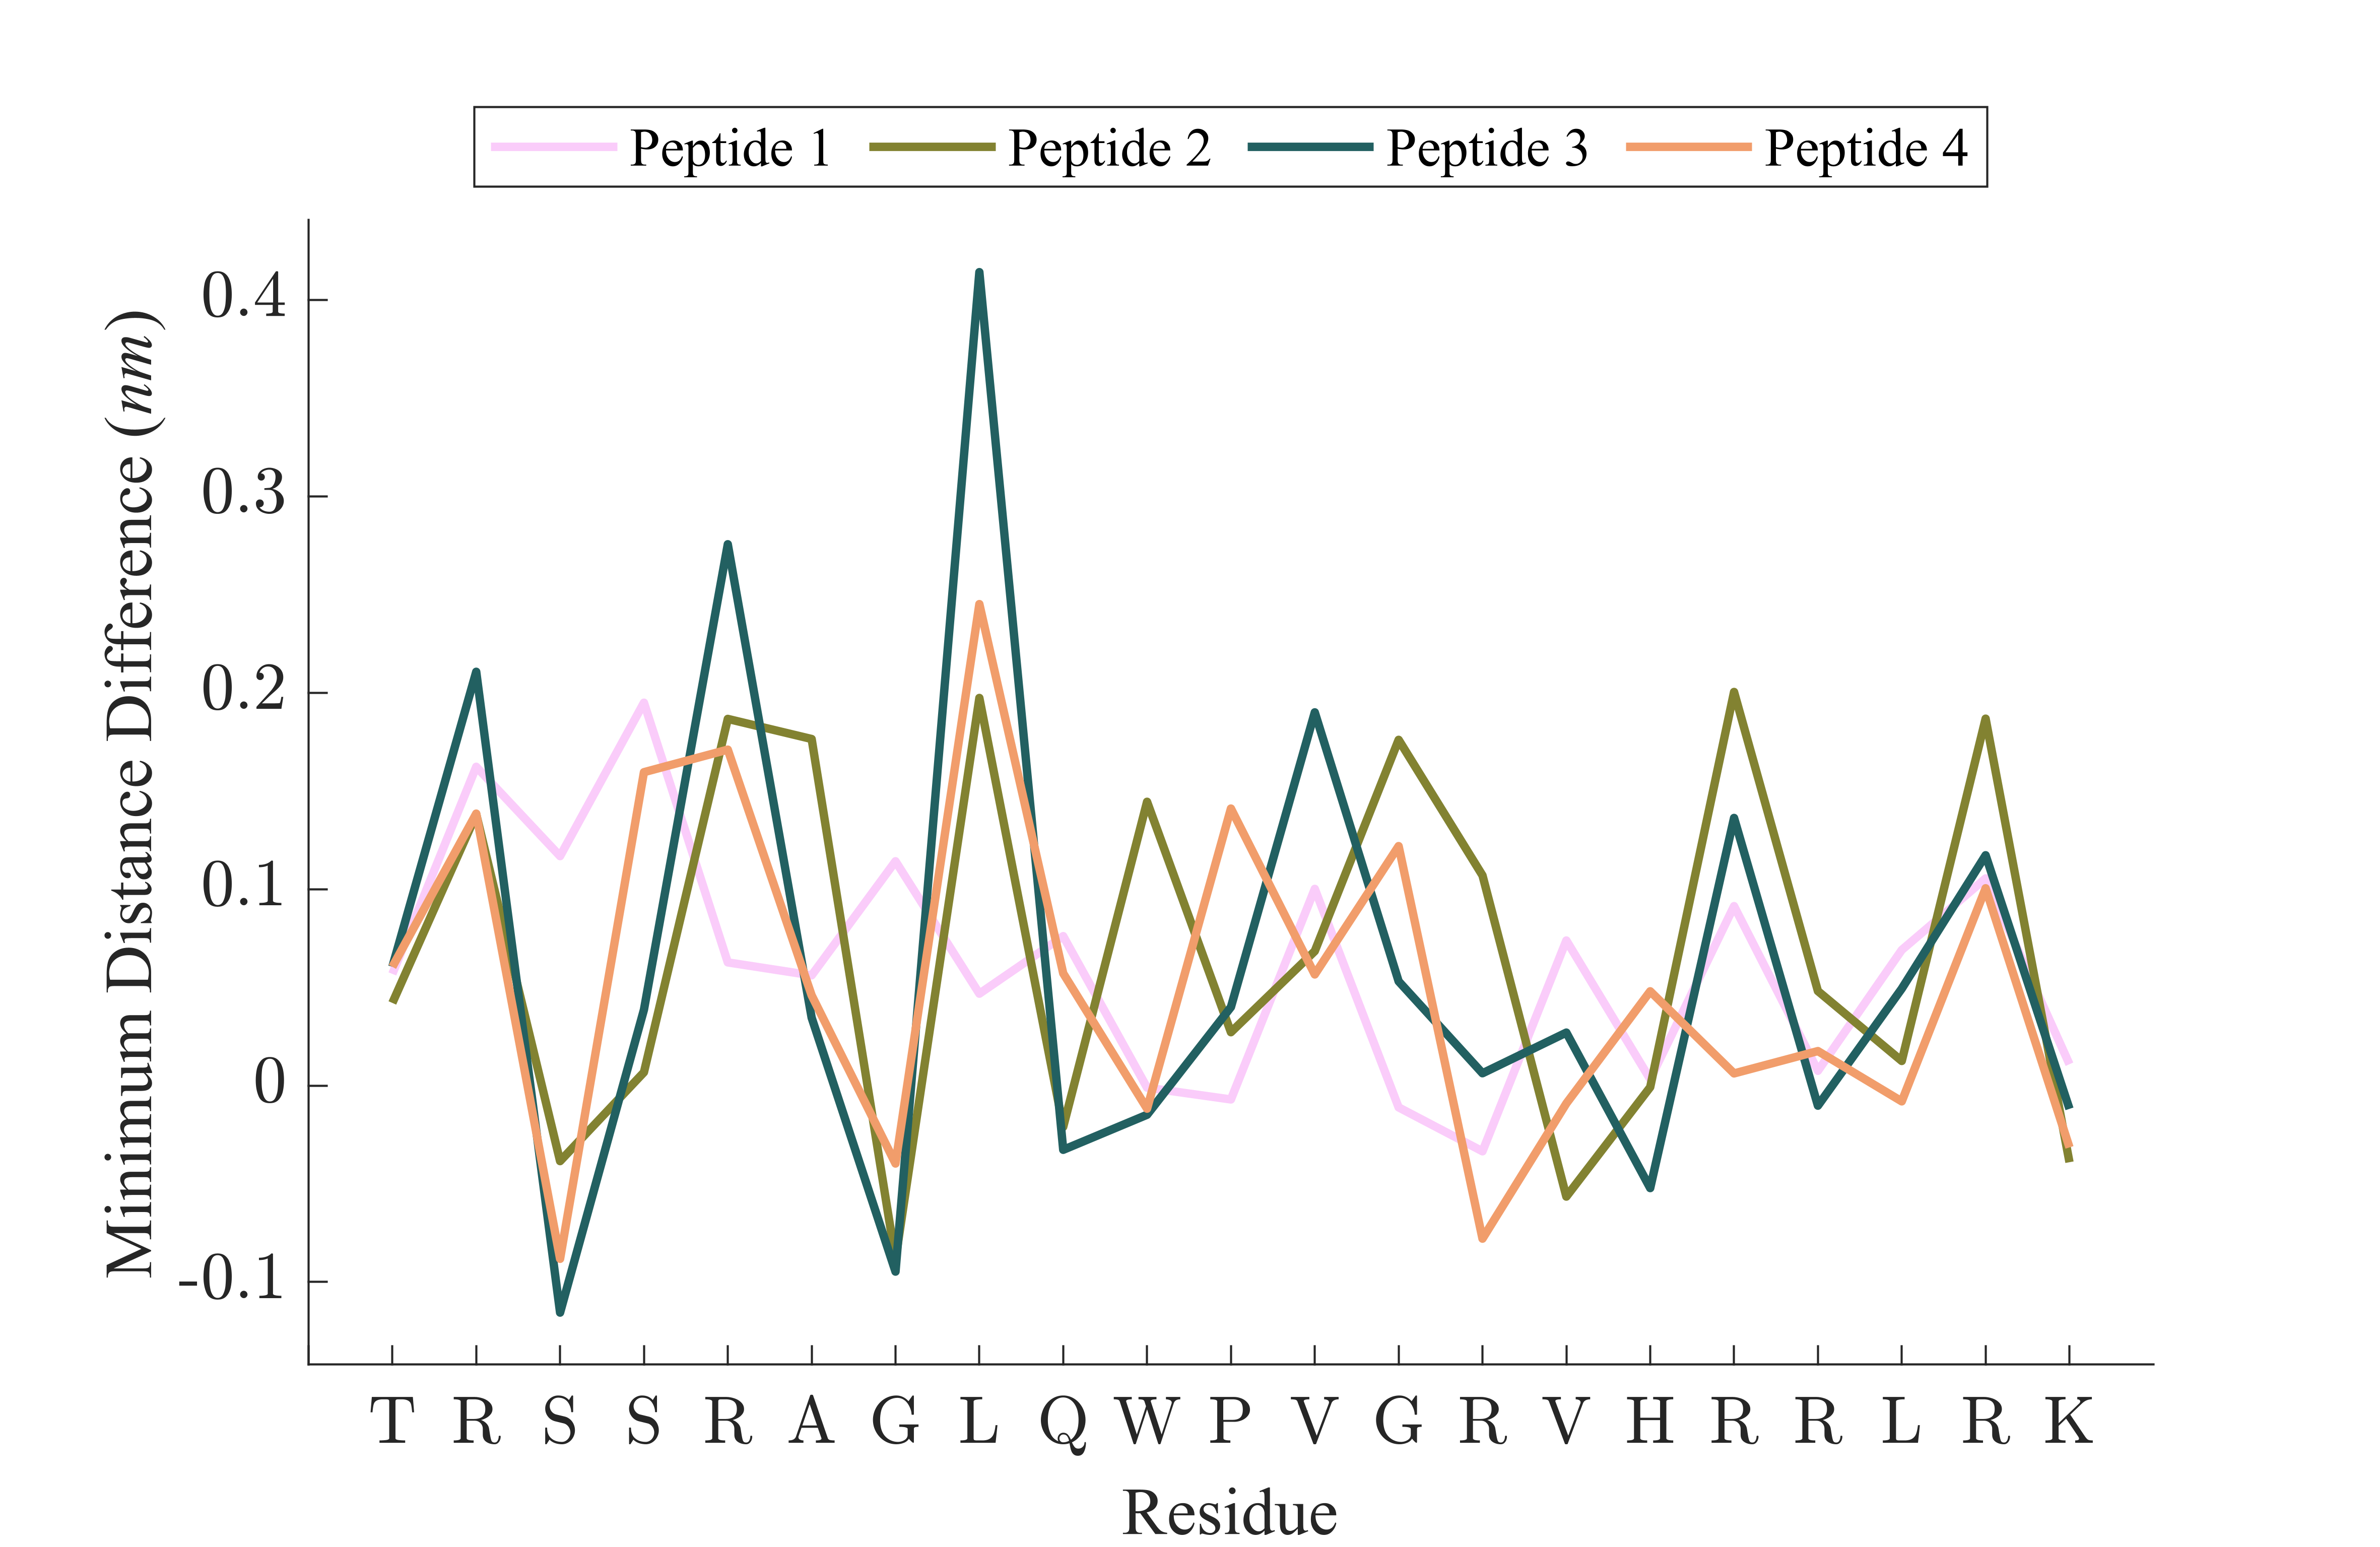 Peptide 1 Peptide 2 Peptide 3 Peptide 4
Minimum Distance Difference (nm)
0.4
0.3
0.2
0.1
0
-0.1
T R S S R A G L Q W P V G R V H R R L R K
Residue